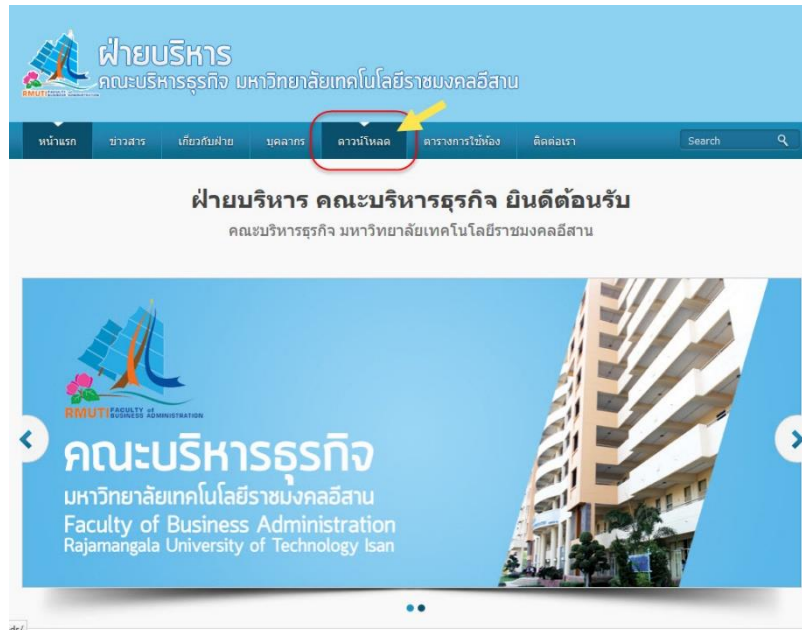 ฝ่ายบริหาร
คณะบริหารธุรกิจ มหาวิทยาลัยเทคโนโลยีราชมงคลอีสาน
RMUTI
หน้าแรก ข่าวสาร เกี่ยวกับฝ่าย บุคลากร ดาวน์โหลด ตารางการใช้ห้อง ติดต่อเรา Search
ฝ่ายบริหาร คณะบริหารธุรกิจ ยินดีต้อนรับ
คณะบริหารธุรกิจ มหาวิทยาลัยเทคโนโลยีราชมงคลอีสาน
RMUTI FACULTY of
BUSINESS ADMINISTRATION
คณะบริหารธุรกิจ
มหาวิทยาลัยเทคโนโลยีราชมงคลอีสาน
Faculty of Business Administration
Rajamangala University of Technology Isan